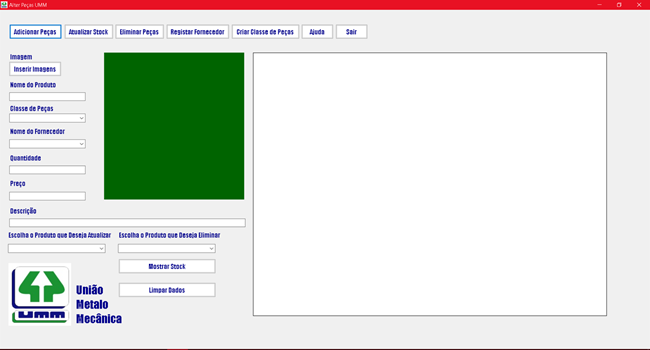 Alter Peças UMM
Adicionar Peças
Atualizar Stock
Eliminar Peças
Registar Fornecedor
Criar Classe de Peças
Ajuda
Sair
Imagem
Inserir Imagens
Nome do Produto
Classe de Peças
Nome do Fornecedor
Quantidade
Preço
Descrição
Escolha o Produto que Deseja Atualizar
Escolha o Produto que Deseja Eliminar
Mostrar Stock
Limpar Dados
UMM
União
Metalo
Mecânica